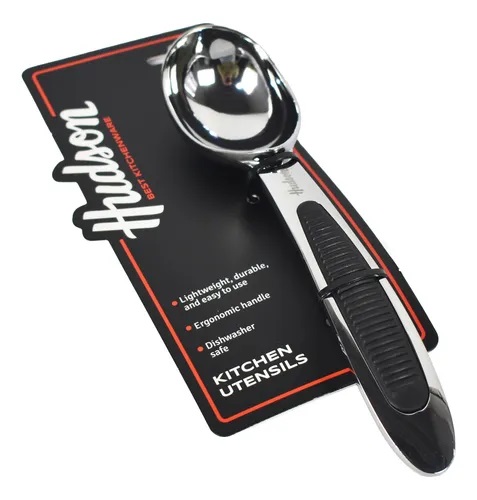 Hudson
BEST KITCHENWARE
• Lightweight, durable,
and easy to use
• Ergonomic handle
• Dishwasher
safe
KITCHEN
UTENSILS
Hudson